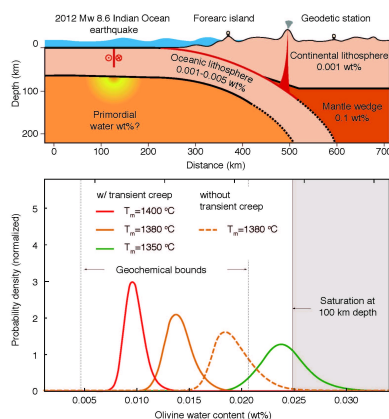 2012 Mw 8.6 Indian Ocean
earthquake
Forearc island
Geodetic station
Depth (km)
0
100
200
Oceanic lithosphere
0.001-0.005 wt%
Continental lithosphere
0.001 wt%
Primordial
water wt%?
Mantle wedge
0.1 wt%
0 100 200 300 400 500 600 700
Distance (km)
Probability density (normalized)
5
4
3
2
1
0
w/ transient creep
Tm=1400 ºC
Tm=1380 ºC
Tm=1350 ºC
without
transient creep
Tm=1380 ºC
Geochemical bounds
Saturation at
100 km depth
0.005 0.010 0.015 0.020 0.025 0.030
Olivine water content (wt%)